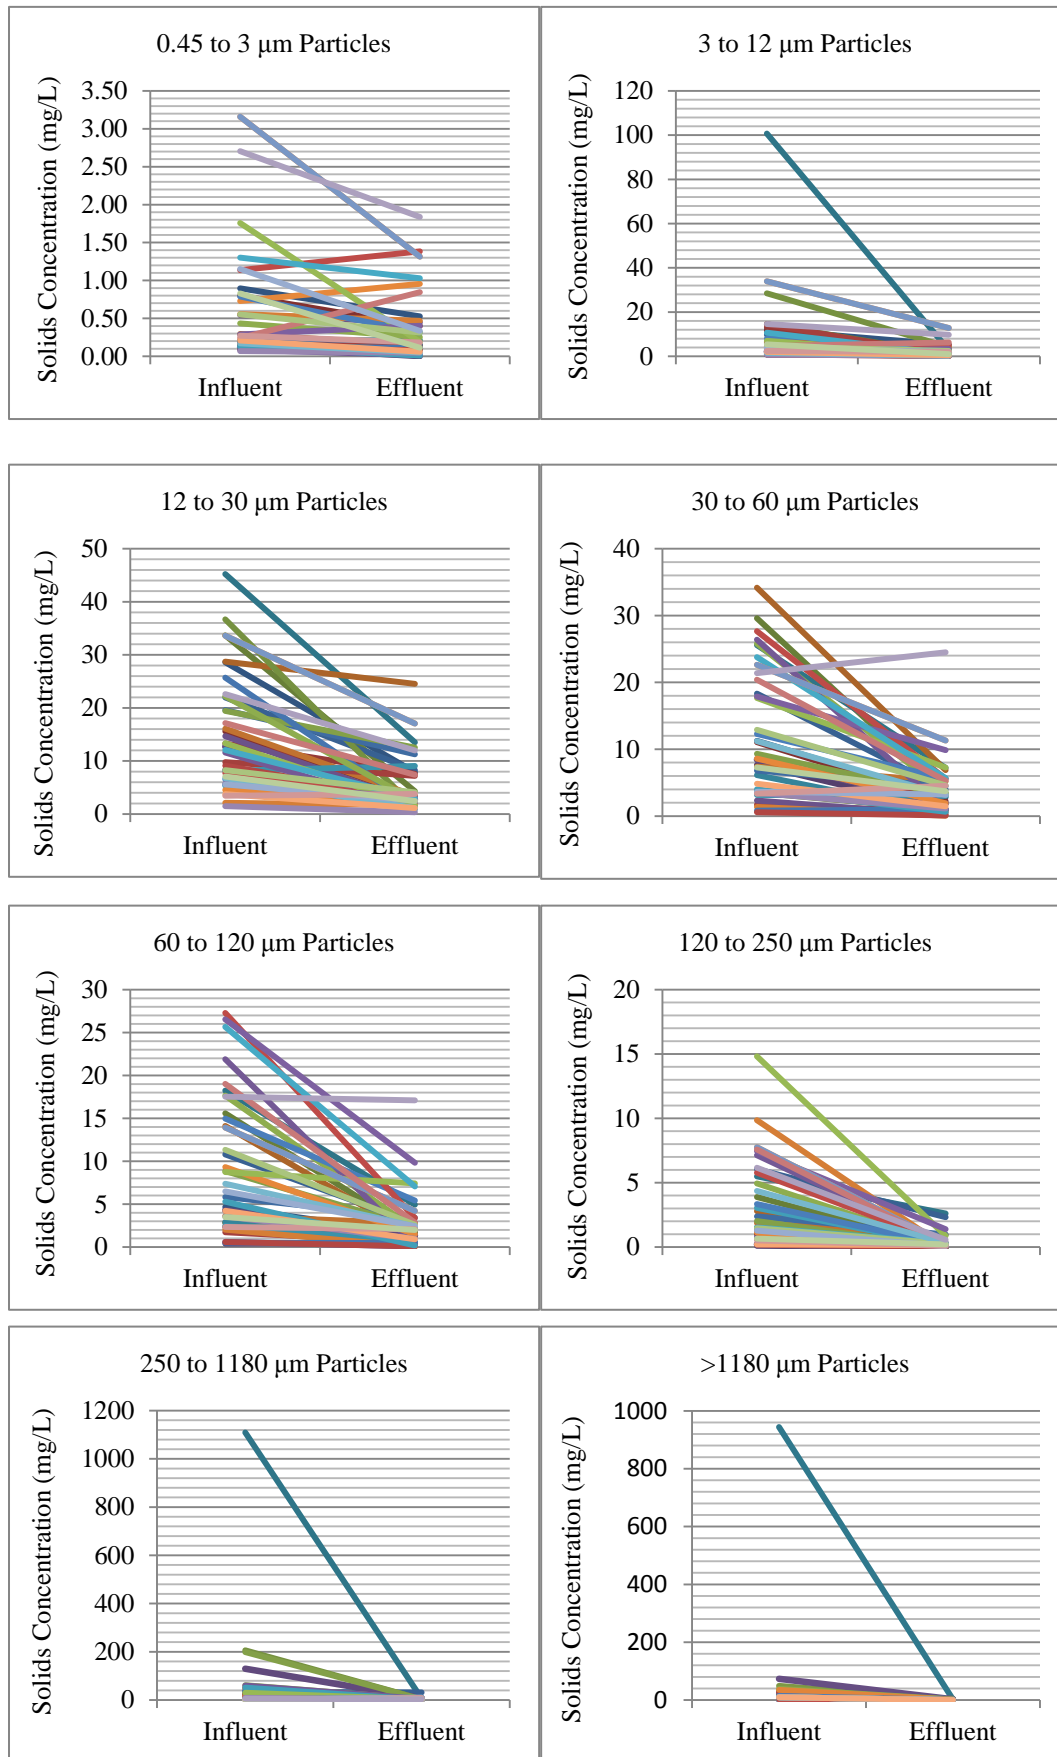 0.45 to 3 μm Particles
Solids Concentration (mg/L)
3.50
3.00
2.50
2.00
1.50
1.00
0.50
0.00
Influent Effluent
3 to 12 μm Particles
Solids Concentration (mg/L)
120
100
80
60
40
20
0
Influent Effluent
12 to 30 μm Particles
Solids Concentration (mg/L)
50
40
30
20
10
0
Influent Effluent
30 to 60 μm Particles
Solids Concentration (mg/L)
40
30
20
10
0
Influent Effluent
60 to 120 μm Particles
Solids Concentration (mg/L)
30
25
20
15
10
5
0
Influent Effluent
120 to 250 μm Particles
Solids Concentration (mg/L)
20
15
10
5
0
Influent Effluent
250 to 1180 μm Particles
Solids Concentration (mg/L)
1200
1000
800
600
400
200
0
Influent Effluent
>1180 μm Particles
Solids Concentration (mg/L)
1000
800
600
400
200
0
Influent Effluent